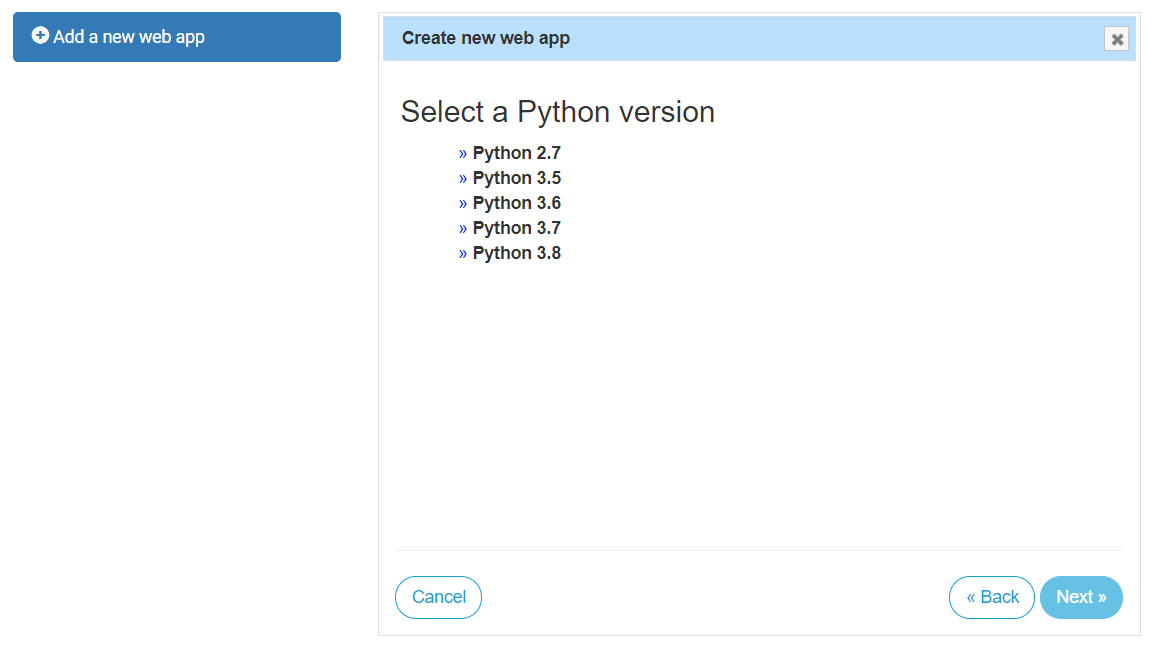 Add a new web app
Create new web app
Select a Python version
» Python 2.7
» Python 3.5
» Python 3.6
» Python 3.7
» Python 3.8
Cancel
« Back
Next »